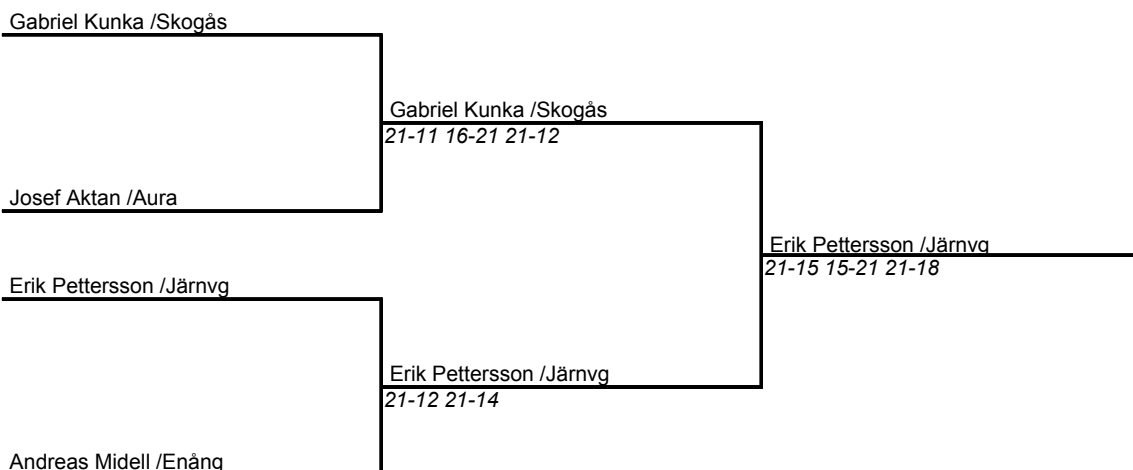 Gabriel Kunka /Skogås
Gabriel Kunka /Skogås
21-11 16-21 21-12
Josef Aktan /Aura
Erik Pettersson /Järnvg
21-15 15-21 21-18
Erik Pettersson /Järnvg
Erik Pettersson /Järnvg
21-12 21-14
Andreas Midell /Enång